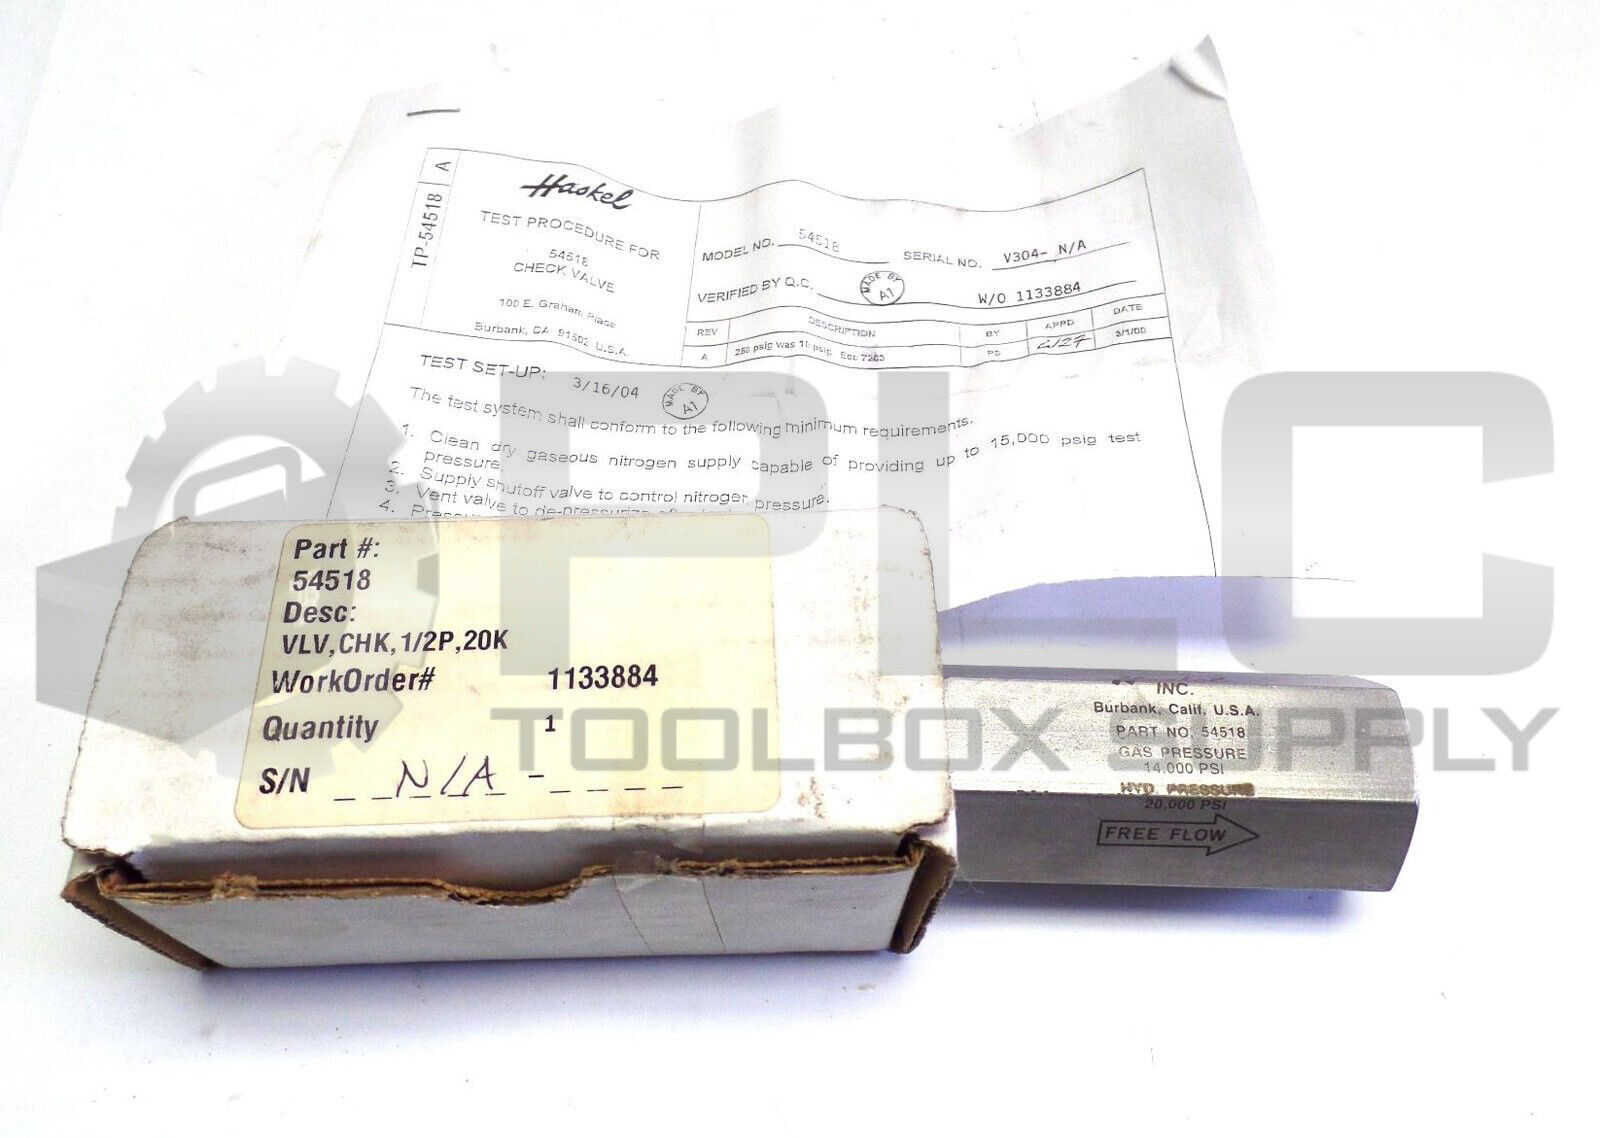 TP-54518 A
Haskel
TEST PROCEDURE FOR
54518
CHECK VALVE
100 E. Graham Place
Burbank, CA 91502 U.S.A.
MODEL NO. 54518 SERIAL NO. V304- N/A
VERIFIED BY Q.C. MADE BY A1 W/O 1133884
REV DESCRIPTION BY APPD DATE
A 250 psig was 10 psig PS 3/1/00
TEST SET-UP: 3/16/04 MADE BY A1
The test system shall conform to the following minimum requirements.
1. Clean dry gaseous nitrogen supply capable of providing up to 15,000 psig test
pressure.
2. Supply shutoff valve to control nitrogen pressure.
3. Vent valve to de-pressurize
4.
Part #:
54518
Desc:
VLV,CHK,1/2P,20K
WorkOrder# 1133884
Quantity 1
S/N N/A -
INC.
Burbank, Calif. U.S.A.
PART NO. 54518
GAS PRESSURE
14,000 PSI
HYD PRESSURE
20,000 PSI
FREE FLOW
PLC
TOOLBOX SUPPLY